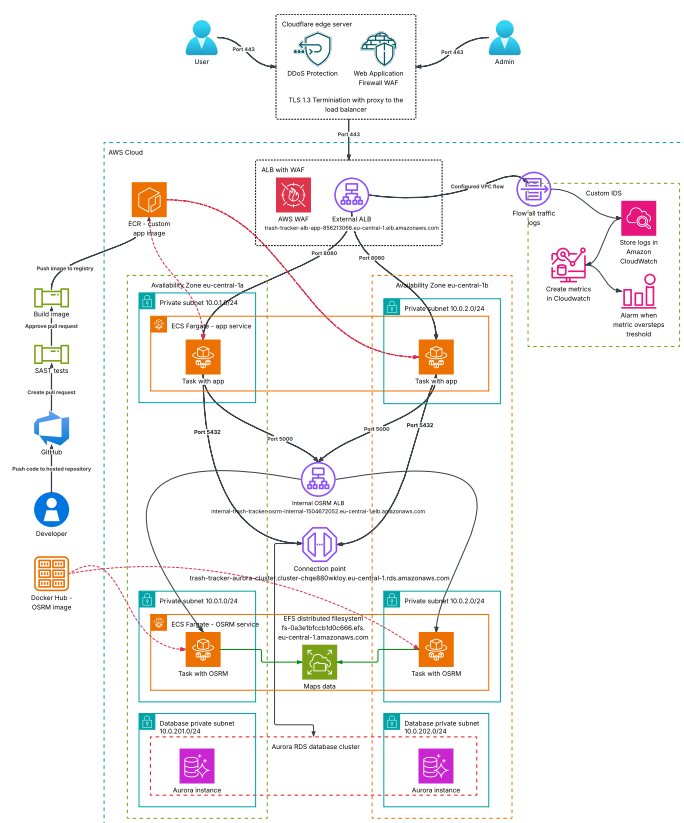 Cloudflare edge server
User
Port 443
DDoS Protection
Web Application
Firewall WAF
Port 443
Admin
TLS 1.3 Terminiation with proxy to the
load balancer
Port 443
AWS Cloud
ALB with WAF
AWS WAF
External ALB
trash-tracker-alb-app-856213066.eu-central-1.elb.amazonaws.com
Configured VPC flow
Flow all traffic
logs
Custom IDS
Store logs in
Amazon
CloudWatch
Create metrics
in Cloudwatch
Alarm when
metric oversteps
treshold
ECR - custom
app image
Push image to registry
Build image
Approve pull request
SAST tests
Create pull request
GitHub
Push code to hosted repository
Developer
Docker Hub -
OSRM image
Port 8080
Port 8080
Availability Zone eu-central-1a
Availability Zone eu-central-1b
Private subnet 10.0.1.0/24
Private subnet 10.0.2.0/24
ECS Fargate - app service
Task with app
Task with app
Port 5432
Port 5000
Port 5000
Port 5432
Internal OSRM ALB
internal-trash-tracker-osrm-internal-1504672052.eu-central-1.elb.amazonaws.com
Connection point
trash-tracker-aurora-cluster.cluster-chqe880wkloy.eu-central-1.rds.amazonaws.com
Private subnet 10.0.1.0/24
Private subnet 10.0.2.0/24
ECS Fargate - OSRM service
EFS distributed filesystem
fs-0a3e1bfccb1d0c666.efs.
eu-central-1.amazonaws.com
Task with OSRM
Maps data
Task with OSRM
Database private subnet
10.0.201.0/24
Database private subnet
10.0.202.0/24
Aurora RDS database cluster
Aurora instance
Aurora instance